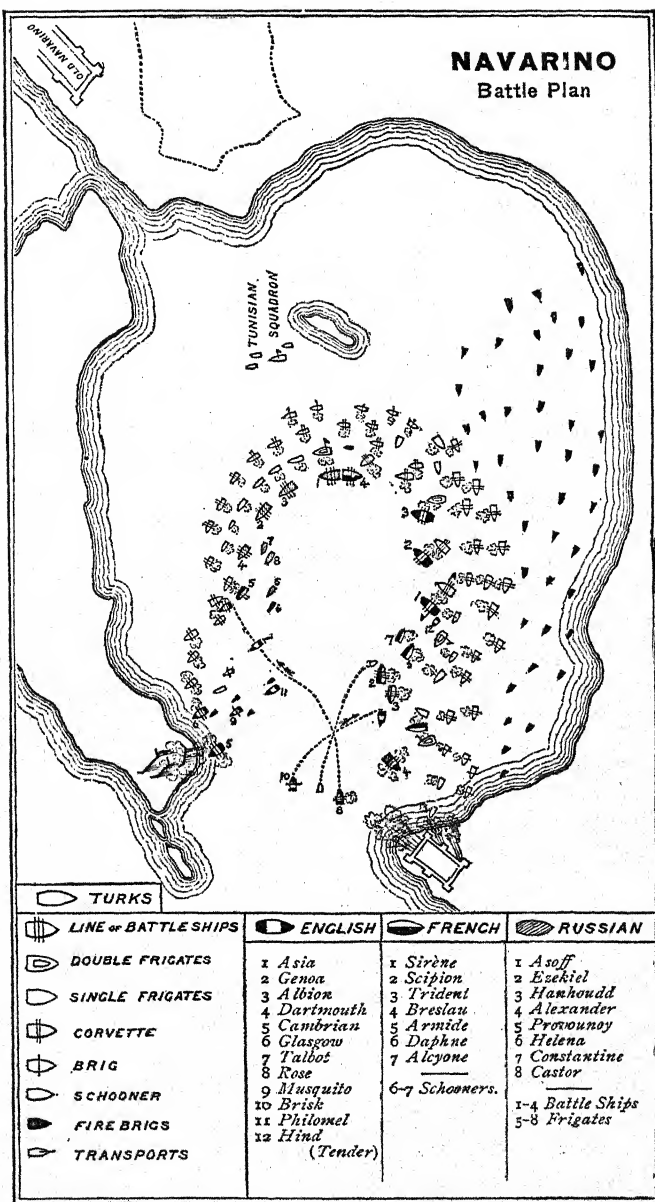 NAVARINO
Battle Plan
OLD NAVARINO
TUNISIAN
SQUADRON
TURKS
LINE OF BATTLE SHIPS
DOUBLE FRIGATES
SINGLE FRIGATES
CORVETTE
BRIG
SCHOONER
FIRE BRIGS
TRANSPORTS
ENGLISH
1 Asia
2 Genoa
3 Albion
4 Dartmouth
5 Cambrian
6 Glasgow
7 Talbot
8 Rose
9 Musquito
10 Brisk
11 Philomel
12 Hind
(Tender)
FRENCH
1 Sirène
2 Scipion
3 Trident
4 Breslau
5 Armide
6 Daphne
7 Alcyone
6-7 Schooners.
RUSSIAN
1 Asoff
2 Ezekiel
3 Hanhoudd
4 Alexander
5 Provounoy
6 Helena
7 Constantine
8 Castor
1-4 Battle Ships
5-8 Frigates